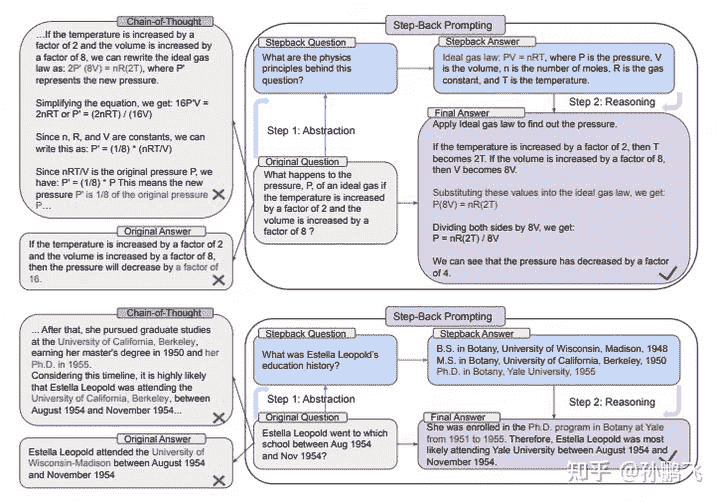 Chain-of-Thought
...If the temperature is increased by a
factor of 2 and the volume is increased by
a factor of 8, we can rewrite the ideal
gas law as: 2P' (8V) = nR(2T), where P'
represents the new pressure.
Simplifying the equation, we get: 16P'V =
2nRT or P' = (2nRT) / (16V)
Since n, R, and V are constants, we can
write this as: P' = (1/8) * (nRT/V)
Since nRT/V is the original pressure P, we
have: P' = (1/8) * P This means the new
pressure P' is 1/8 of the original pressure
P...
Original Answer
If the temperature is increased by a factor of 2
and the volume is increased by a factor of 8,
then the pressure will decrease by a factor of
16.
Step-Back Prompting
Stepback Question
What are the physics
principles behind this
question?
Stepback Answer
Ideal gas law: PV = nRT, where P is the pressure, V
is the volume, n is the number of moles, R is the gas
constant, and T is the temperature.
Step 1: Abstraction
Step 2: Reasoning
Original Question
What happens to the
pressure, P, of an ideal gas if
the temperature is increased
by a factor of 2 and the
volume is increased by a
factor of 8 ?
Final Answer
Apply Ideal gas law to find out the pressure.
If the temperature is increased by a factor of 2, then T
becomes 2T. If the volume is increased by a factor of 8,
then V becomes 8V.
Substituting these values into the ideal gas law, we get:
P(8V) = nR(2T)
Dividing both sides by 8V, we get:
P = nR(2T) / 8V
We can see that the pressure has decreased by a factor
of 4.
Chain-of-Thought
... After that, she pursued graduate studies
at the University of California, Berkeley,
earning her master's degree in 1950 and her
Ph.D. in 1955.
Considering this timeline, it is highly likely
that Estella Leopold was attending the
University of California, Berkeley, between
August 1954 and November 1954...
Original Answer
Estella Leopold attended the University of
Wisconsin-Madison between August 1954
and November 1954
Step-Back Prompting
Stepback Question
What was Estella Leopold's
education history?
Stepback Answer
B.S. in Botany, University of Wisconsin, Madison, 1948
M.S. in Botany, University of California, Berkeley, 1950
Ph.D. in Botany, Yale University, 1955
Step 1: Abstraction
Step 2: Reasoning
Original Question
Estella Leopold went to which
school between Aug 1954
and Nov 1954?
Final Answer
She was enrolled in the Ph.D. program in Botany at Yale
from 1951 to 1955. Therefore, Estella Leopold was most
likely attending Yale University between August 1954 and
November 1954.
知乎 @孙鹏飞